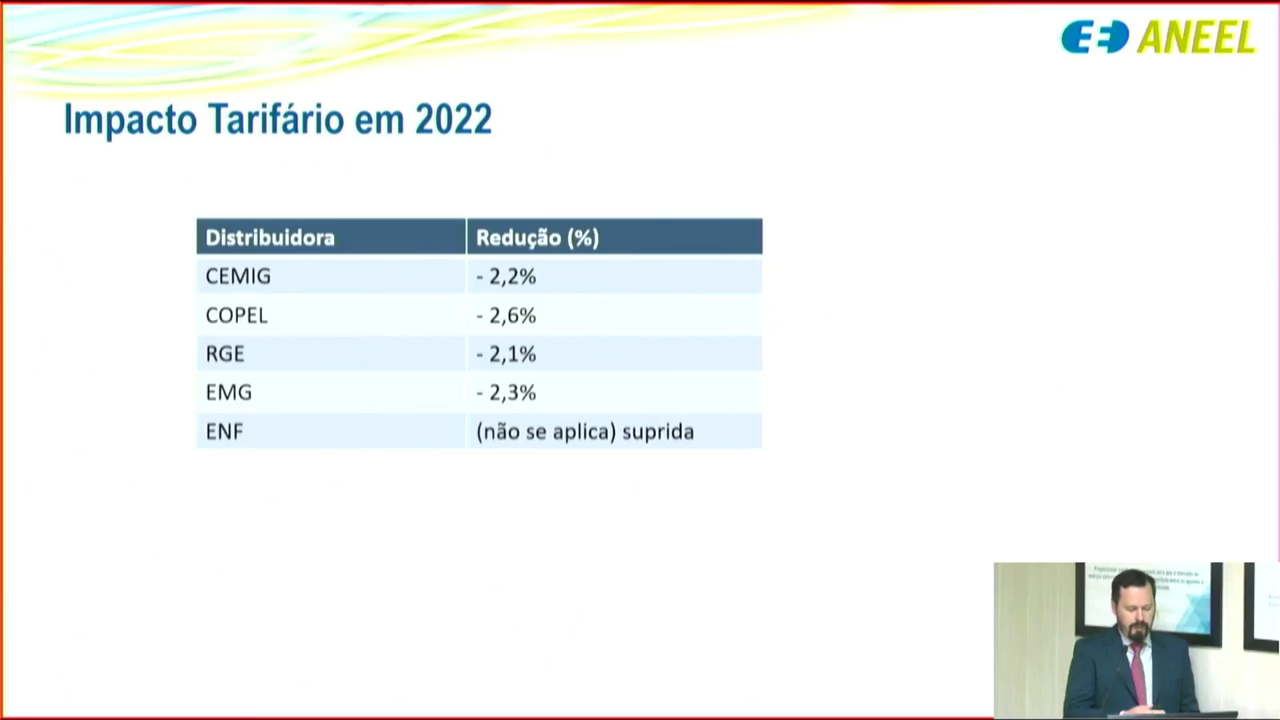 ANEEL
Impacto Tarifário em 2022
Distribuidora Redução (%)
CEMIG - 2,2%
COPEL - 2,6%
RGE - 2,1%
EMG - 2,3%
ENF (não se aplica) suprida